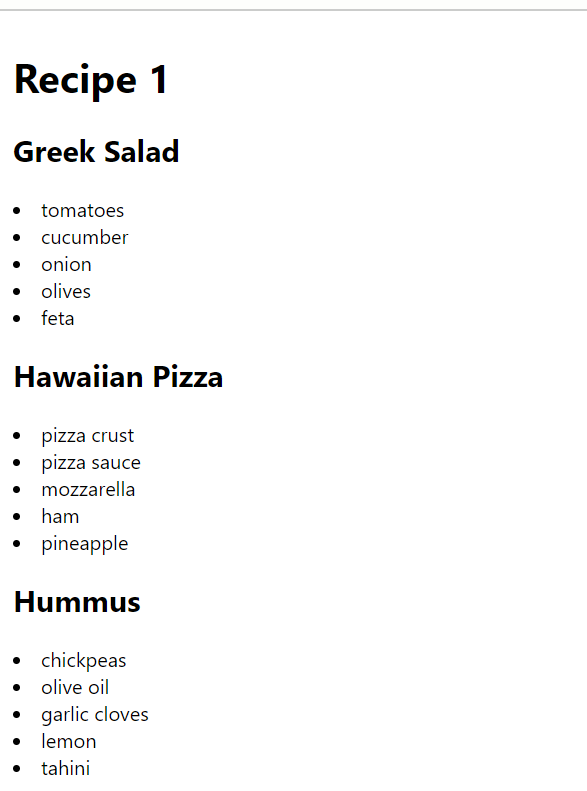 Recipe 1
Greek Salad
tomatoes
cucumber
onion
olives
feta
Hawaiian Pizza
pizza crust
pizza sauce
mozzarella
ham
pineapple
Hummus
chickpeas
olive oil
garlic cloves
lemon
tahini